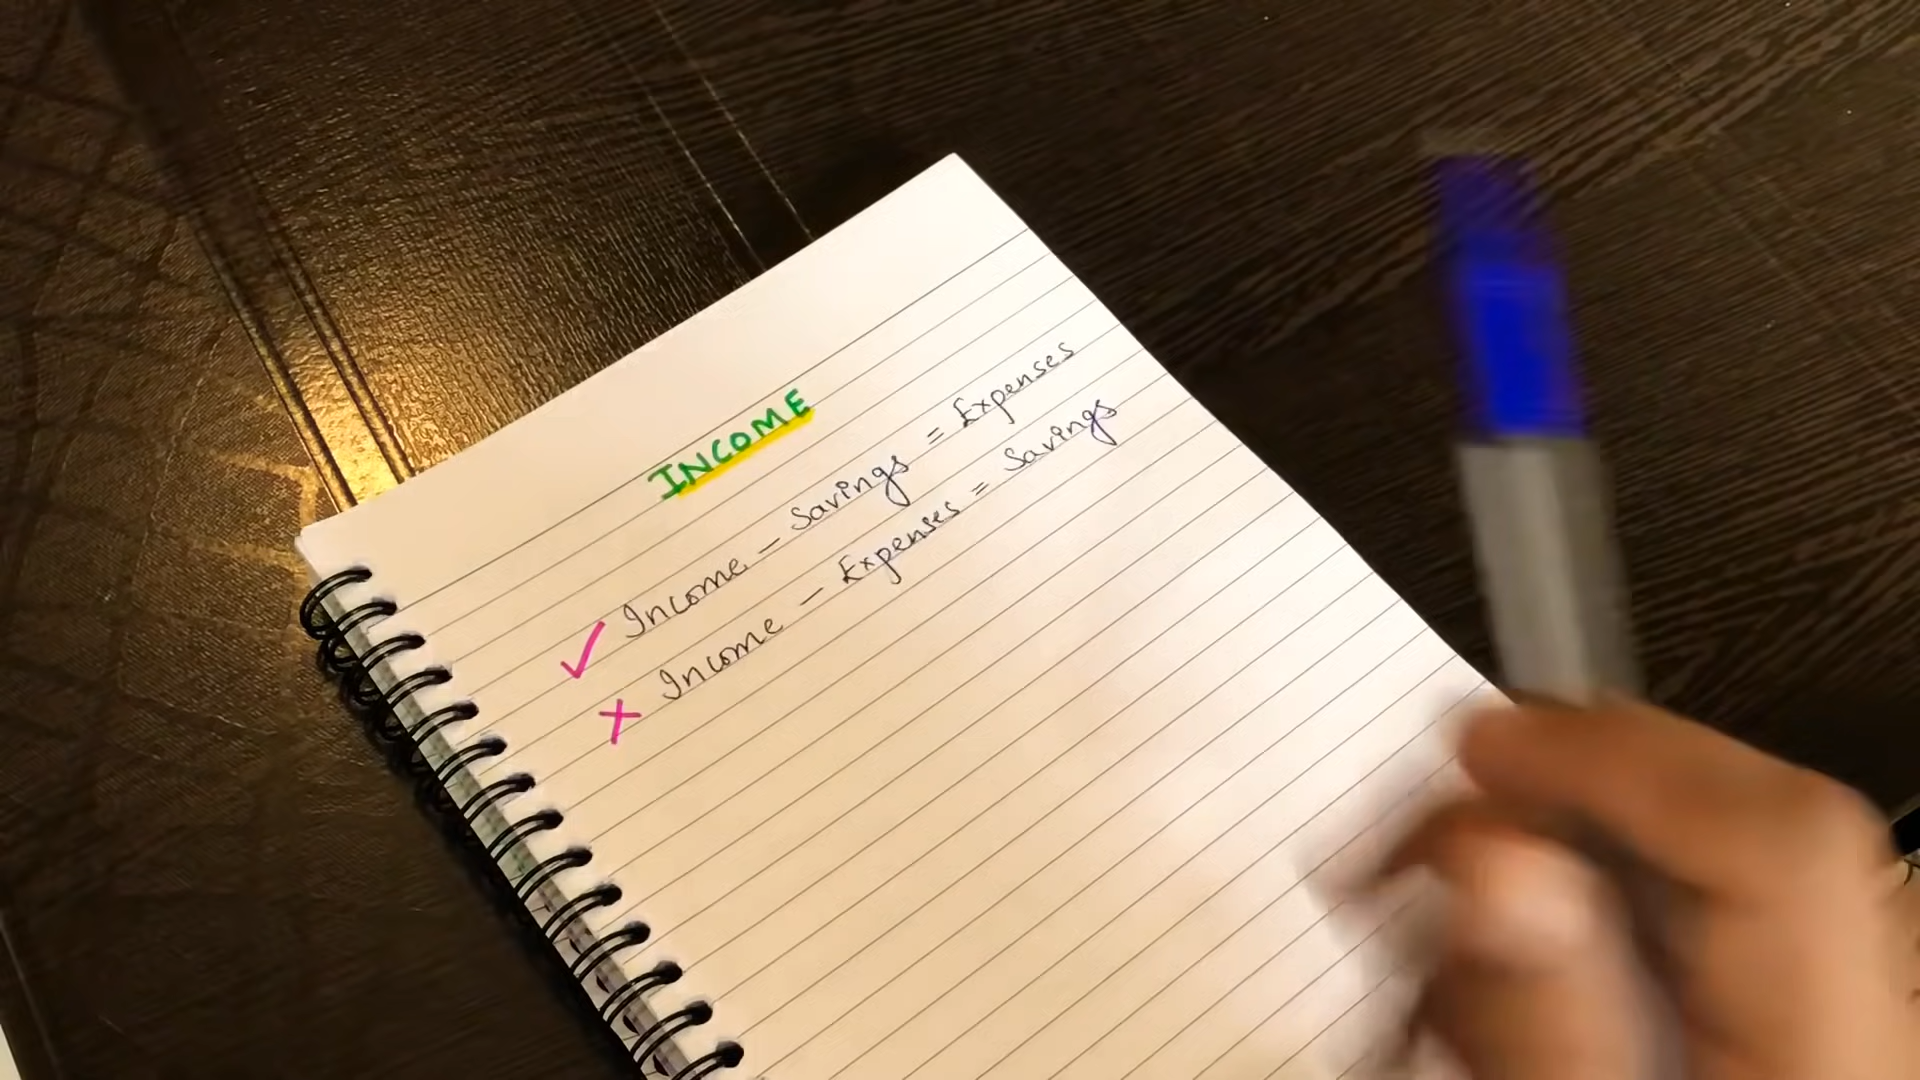 INCOME
✓ Income - Savings = Expenses
✗ Income - Expenses = Savings